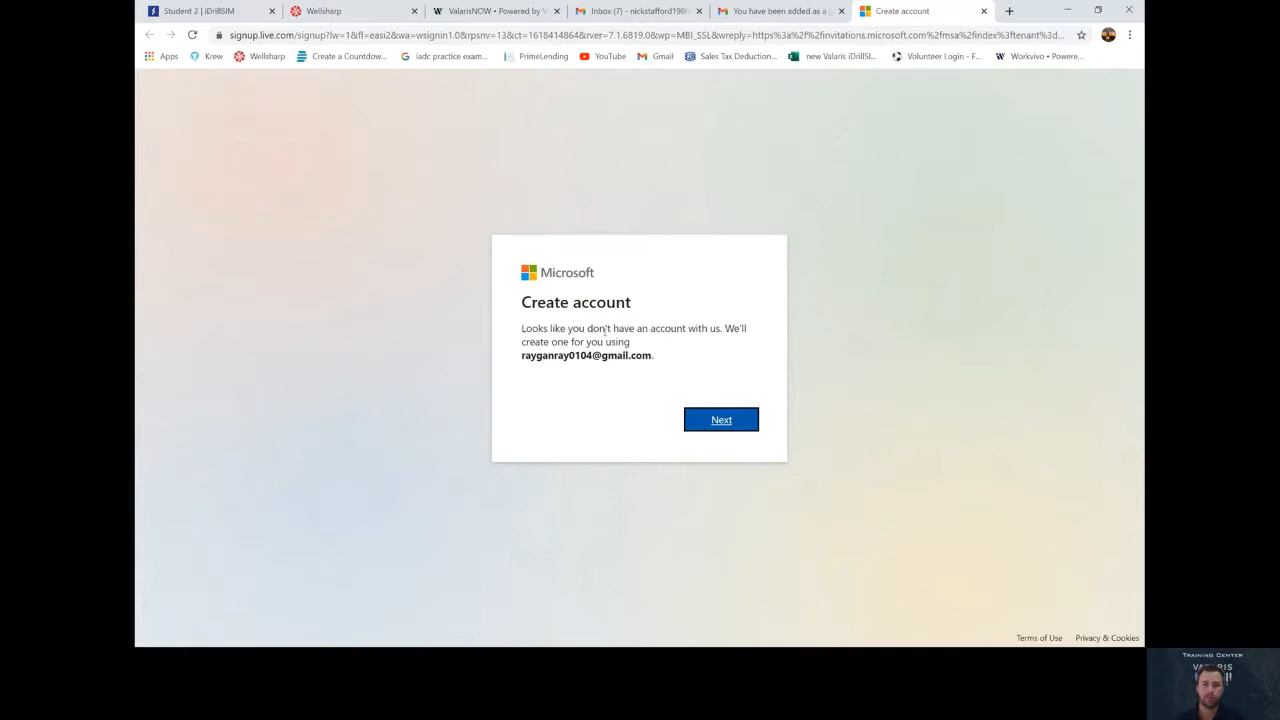 Student 2 | iDrillSIM
Wellsharp
ValarisNOW • Powered by W
Inbox (7) - nickstafford1986
You have been added as a g
Create account
signup.live.com/signup?lw=1&fl=easi2&wa=wsignin1.0&rpsnv=13&ct=1618414864&rver=7.1.6819.0&wp=MBI_SSL&wreply=https%3a%2f%2finvitations.microsoft.com%2fmsa%2findex%3ftenant%3d...
Apps
Krew
Wellsharp
Create a Countdow...
iadc practice exam...
PrimeLending
YouTube
Gmail
Sales Tax Deduction...
new Valaris iDrillSI...
Volunteer Login - F...
Workvivo • Powere...
Microsoft
Create account
Looks like you don't have an account with us. We'll
create one for you using
rayganray0104@gmail.com.
Next
Terms of Use
Privacy & Cookies
TRAINING CENTER